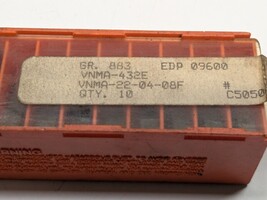 GR. 883 EDP 09600
VNMA-432E
VNMA-22-04-08F #
QTY. 10 C5050